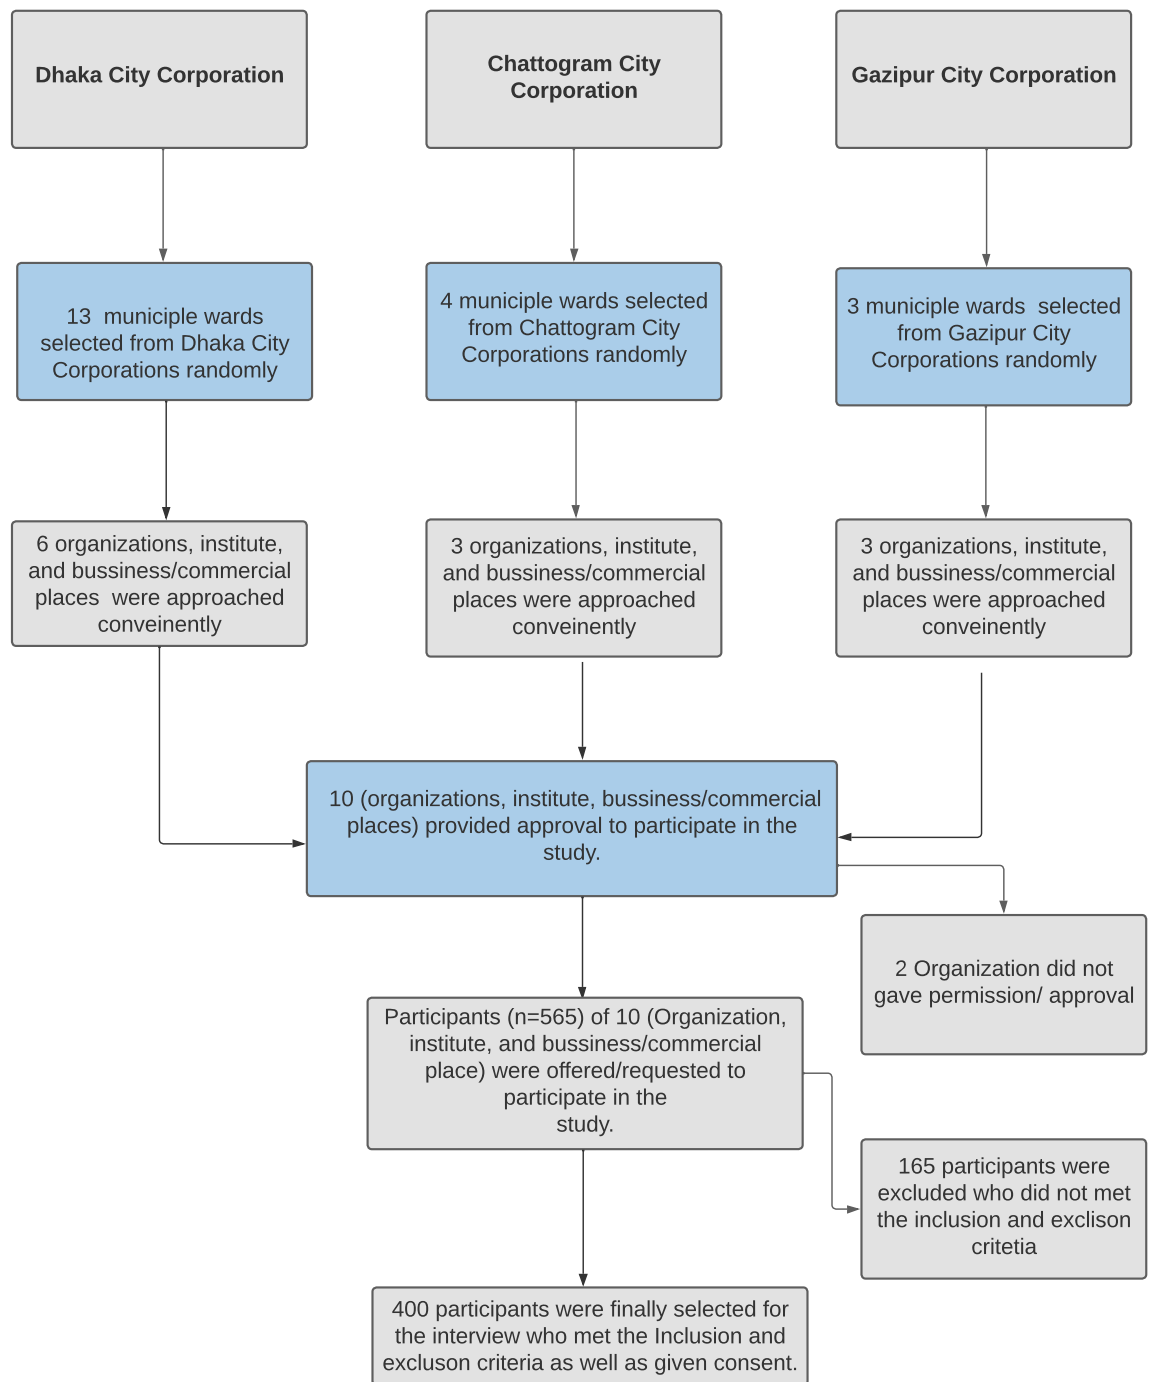 Dhaka City Corporation
Chattogram City
Corporation
Gazipur City Corporation
13  municiple wards
selected from Dhaka City
Corporations randomly
4 municiple wards selected
from Chattogram City
Corporations randomly
3 municiple wards  selected
from Gazipur City
Corporations randomly
6 organizations, institute,
and bussiness/commercial
places  were approached
conveinently
3 organizations, institute,
and bussiness/commercial
places were approached
conveinently
3 organizations, institute,
and bussiness/commercial
places were approached
conveinently
10 (organizations, institute, bussiness/commercial
places) provided approval to participate in the
study.
2 Organization did not
gave permission/ approval
Participants (n=565) of 10 (Organization,
institute, and bussiness/commercial
place) were offered/requested to
participate in the
study.
165 participants were
excluded who did not met
the inclusion and exclison
critetia
400 participants were finally selected for
the interview who met the Inclusion and
excluson criteria as well as given consent.